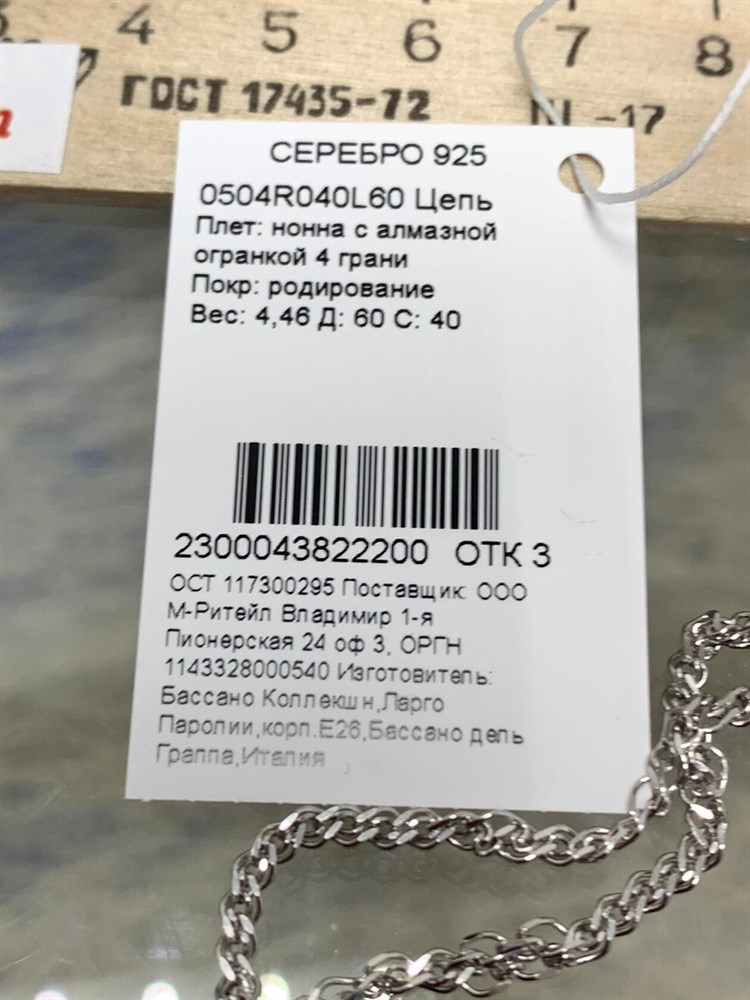 4 5 6 7 8
ГОСТ 17435-72
-17
СЕРЕБРО 925
0504R040L60 Цепь
Плет: нонна с алмазной
огранкой 4 грани
Покр: родирование
Вес: 4,46 Д: 60 С: 40
2300043822200 ОТК 3
ОСТ 117300295 Поставщик: ООО
М-Ритейл Владимир 1-я
Пионерская 24 оф 3, ОРГН
1143328000540 Изготовитель:
Бассано Коллекшн,Ларго
Паролии,корп.Е26,Бассано дель
Граппа,Италия